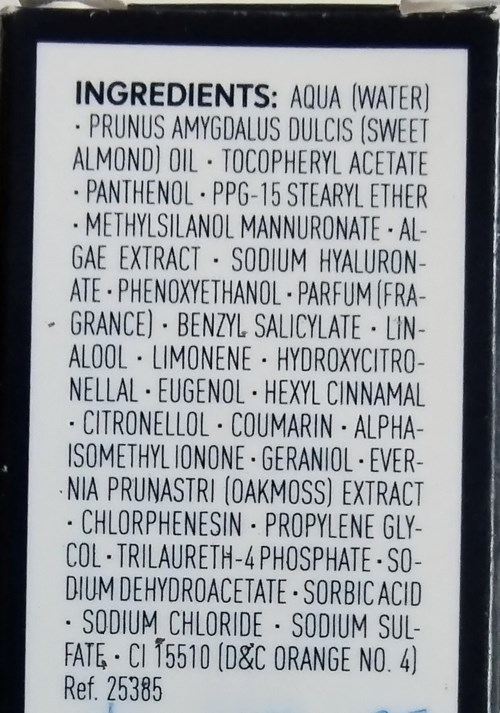 INGREDIENTS: AQUA (WATER)
· PRUNUS AMYGDALUS DULCIS (SWEET
ALMOND) OIL · TOCOPHERYL ACETATE
· PANTHENOL · PPG-15 STEARYL ETHER
· METHYLSILANOL MANNURONATE · AL-
GAE EXTRACT · SODIUM HYALURON-
ATE · PHENOXYETHANOL · PARFUM (FRA-
GRANCE) · BENZYL SALICYLATE · LIN-
ALOOL · LIMONENE · HYDROXYCITRO-
NELLAL · EUGENOL · HEXYL CINNAMAL
· CITRONELLOL · COUMARIN · ALPHA-
ISOMETHYL IONONE · GERANIOL · EVER-
NIA PRUNASTRI (OAKMOSS) EXTRACT
· CHLORPHENESIN · PROPYLENE GLY-
COL · TRILAURETH-4 PHOSPHATE · SO-
DIUM DEHYDROACETATE · SORBIC ACID
· SODIUM CHLORIDE · SODIUM SUL-
FATE · CI 15510 (D&C ORANGE NO. 4)
Ref. 25385